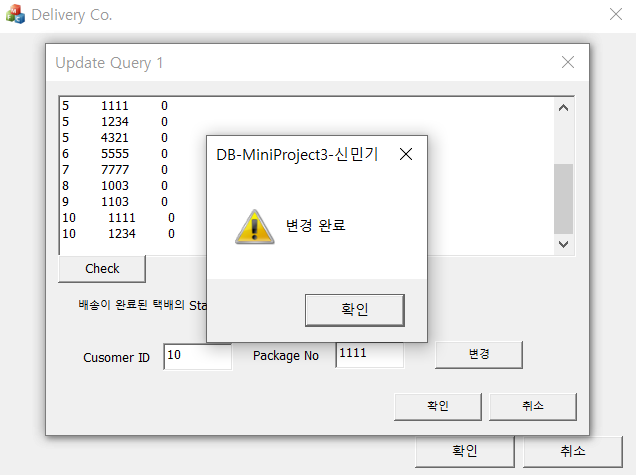 Delivery Co.
Update Query 1
5 1111 0
5 1234 0
5 4321 0
6 5555 0
7 7777 0
8 1003 0
9 1103 0
10 1111 0
10 1234 0
DB-MiniProject3-신민기
변경 완료
확인
Check
배송이 완료된 택배의 Sta
Cusomer ID 10 Package No 1111 변경
확인 취소
확인 취소